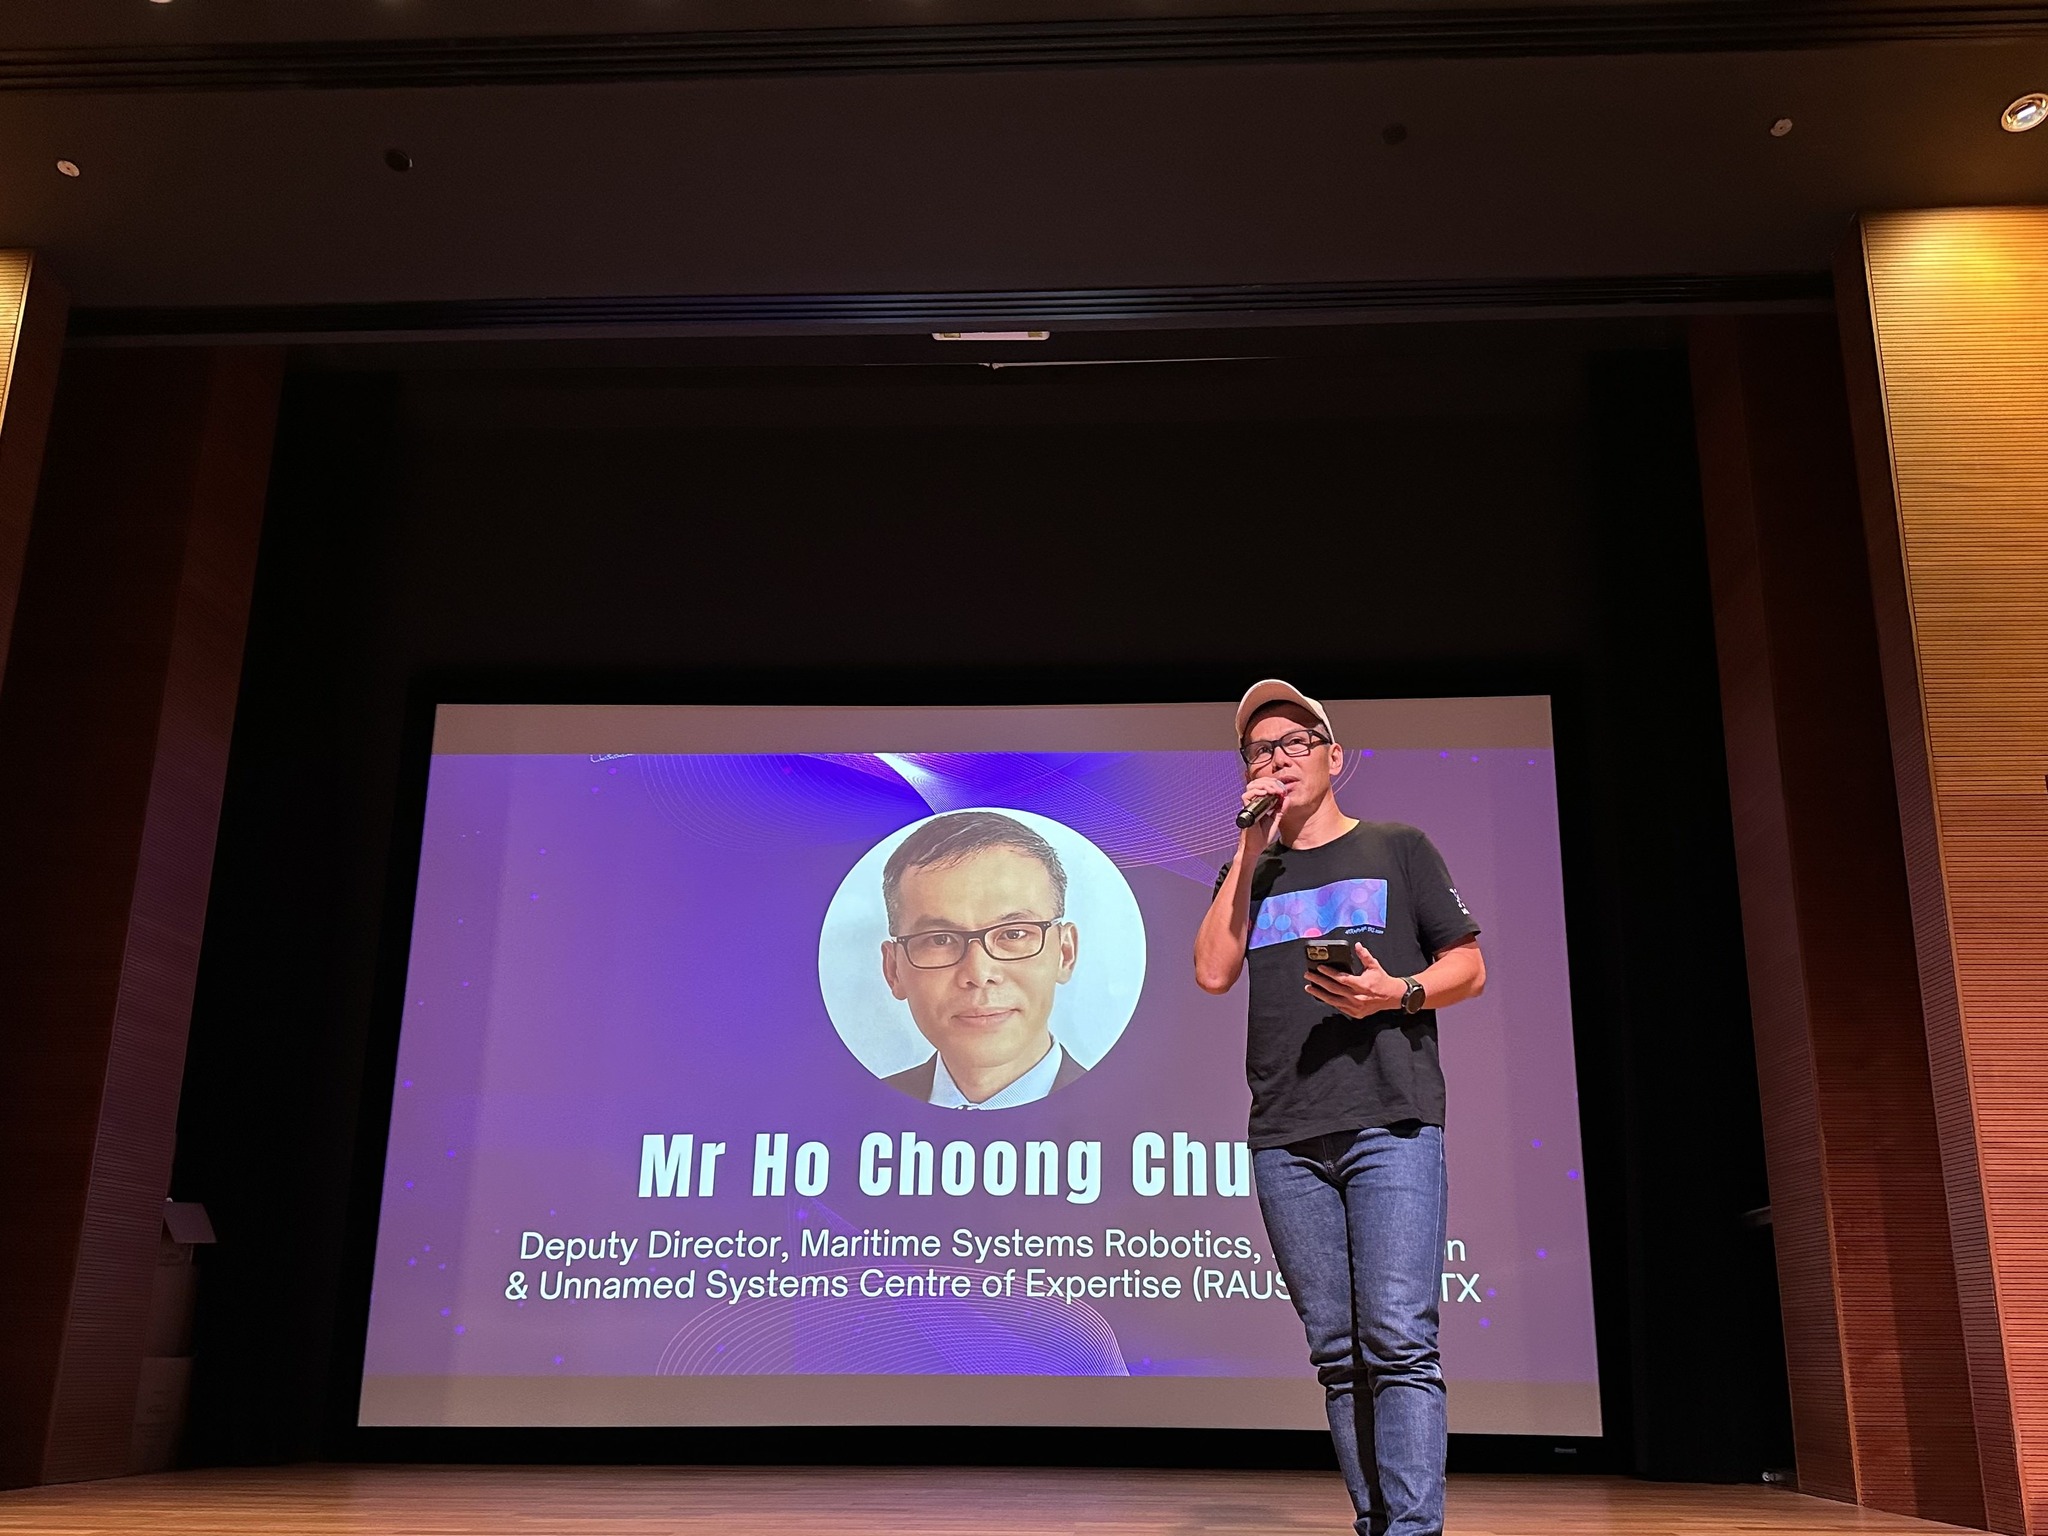 Mr Ho Choong Chu
Deputy Director, Maritime Systems Robotics,
& Unnamed Systems Centre of Expertise (RAUS TX